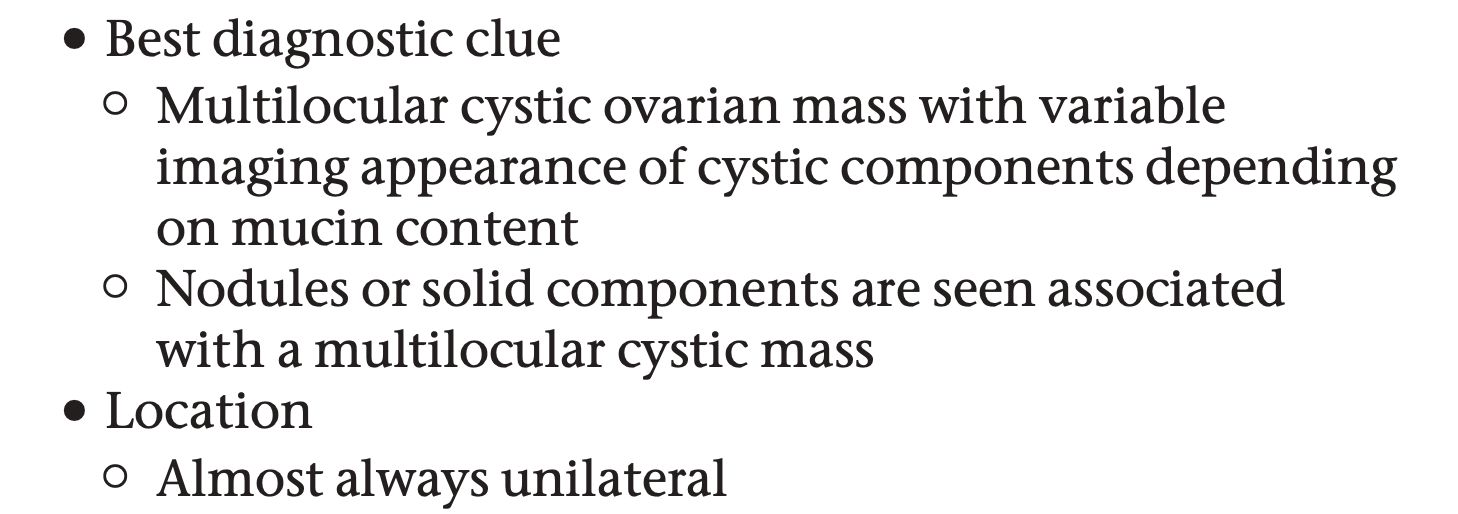 ● Best diagnostic clue
○ Multilocular cystic ovarian mass with variable
imaging appearance of cystic components depending
on mucin content
○ Nodules or solid components are seen associated
with a multilocular cystic mass
● Location
○ Almost always unilateral